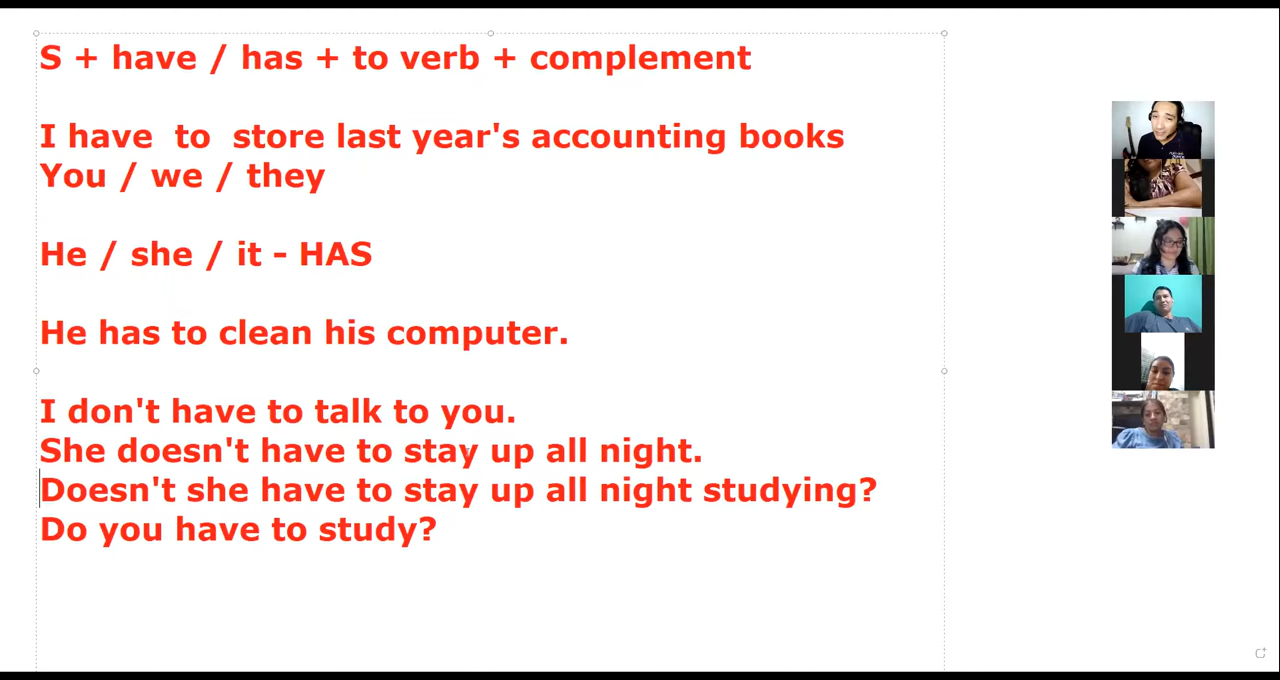 S + have / has + to verb + complement
I have  to  store last year's accounting books
You / we / they
He / she / it - HAS
He has to clean his computer.
I don't have to talk to you.
She doesn't have to stay up all night.
Doesn't she have to stay up all night studying?
Do you have to study?